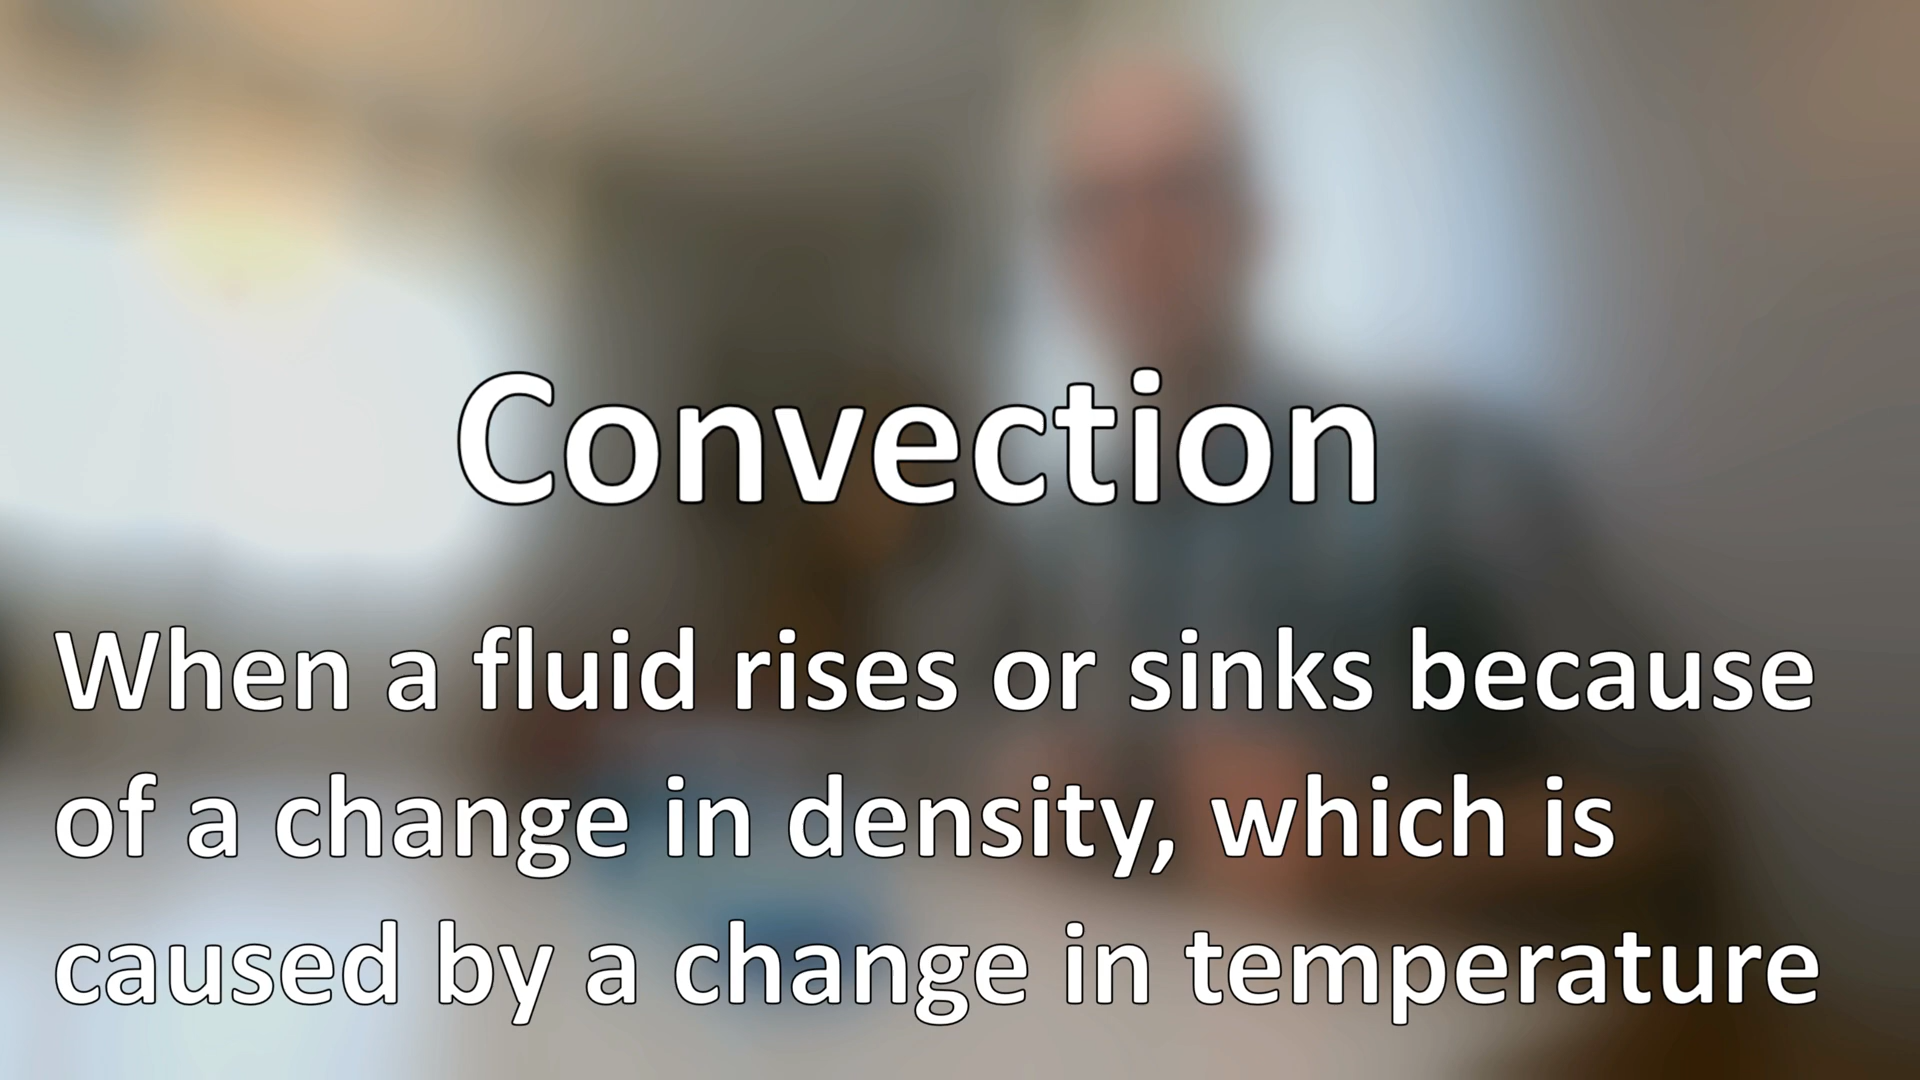 Convection
When a fluid rises or sinks because
of a change in density, which is
caused by a change in temperature